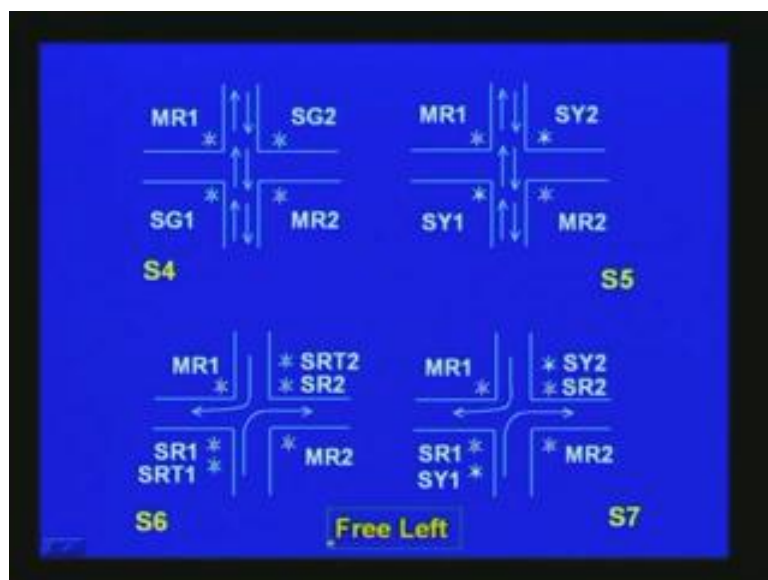 MR1 SG2 MR1 SY2
SG1 MR2 SY1 MR2
S4 S5
MR1 SRT2 MR1 SY2
SR2 SR2
SR1 MR2 SR1 MR2
SRT1 SY1
S6 S7
Free Left